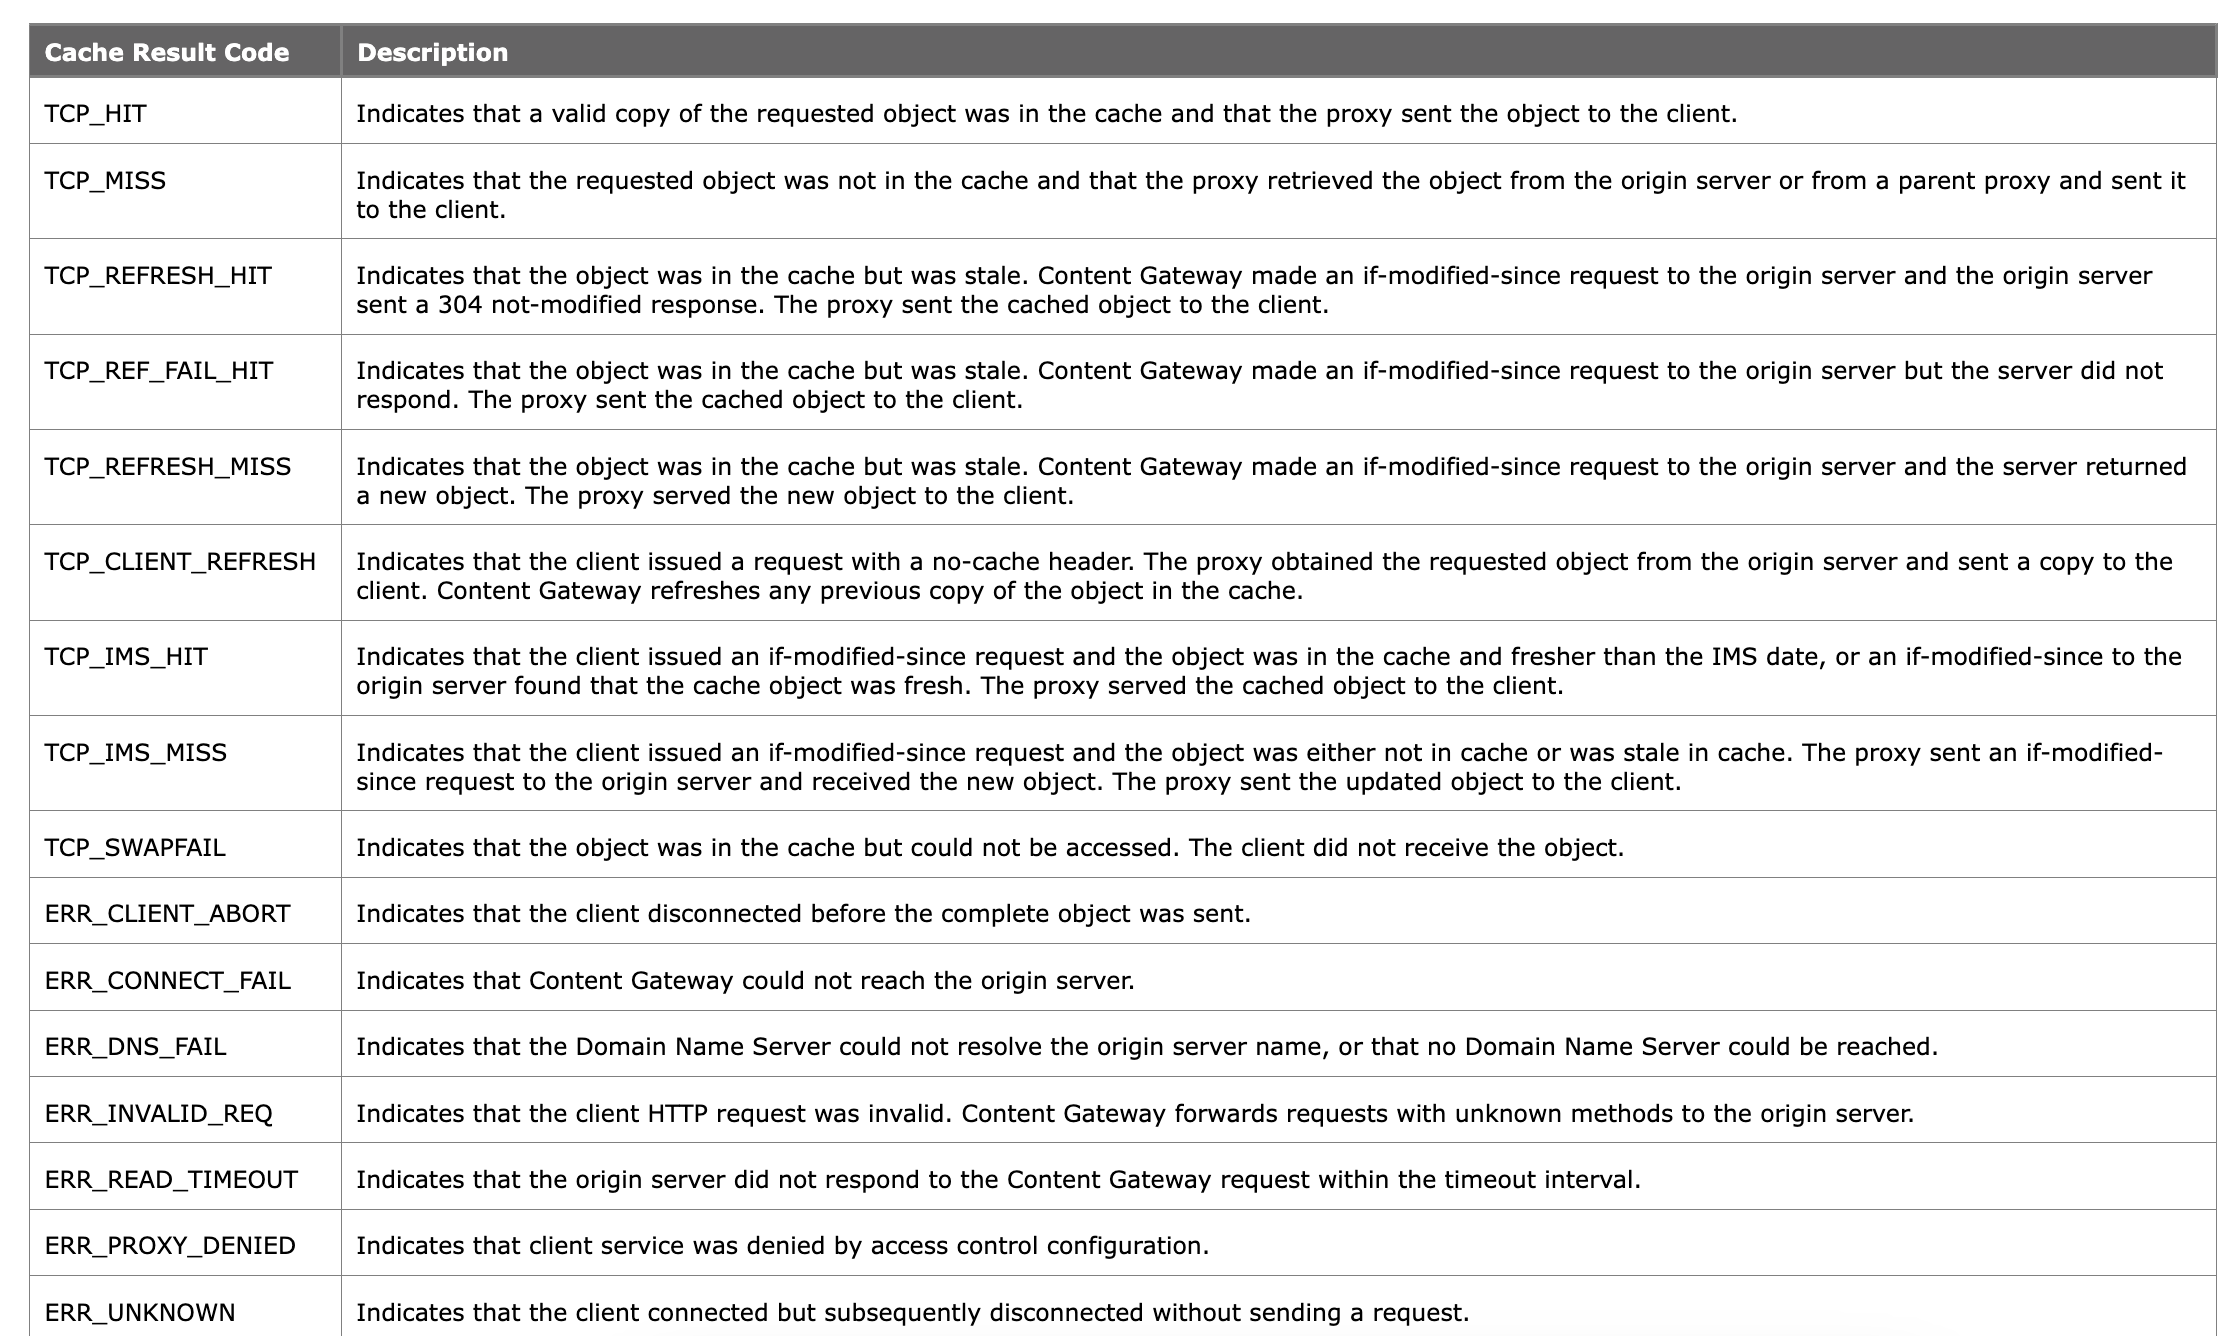 Cache Result Code Description
TCP_HIT Indicates that a valid copy of the requested object was in the cache and that the proxy sent the object to the client.
TCP_MISS Indicates that the requested object was not in the cache and that the proxy retrieved the object from the origin server or from a parent proxy and sent it
to the client.
TCP_REFRESH_HIT Indicates that the object was in the cache but was stale. Content Gateway made an if-modified-since request to the origin server and the origin server
sent a 304 not-modified response. The proxy sent the cached object to the client.
TCP_REF_FAIL_HIT Indicates that the object was in the cache but was stale. Content Gateway made an if-modified-since request to the origin server but the server did not
respond. The proxy sent the cached object to the client.
TCP_REFRESH_MISS Indicates that the object was in the cache but was stale. Content Gateway made an if-modified-since request to the origin server and the server returned
a new object. The proxy served the new object to the client.
TCP_CLIENT_REFRESH Indicates that the client issued a request with a no-cache header. The proxy obtained the requested object from the origin server and sent a copy to the
client. Content Gateway refreshes any previous copy of the object in the cache.
TCP_IMS_HIT Indicates that the client issued an if-modified-since request and the object was in the cache and fresher than the IMS date, or an if-modified-since to the
origin server found that the cache object was fresh. The proxy served the cached object to the client.
TCP_IMS_MISS Indicates that the client issued an if-modified-since request and the object was either not in cache or was stale in cache. The proxy sent an if-modified-
since request to the origin server and received the new object. The proxy sent the updated object to the client.
TCP_SWAPFAIL Indicates that the object was in the cache but could not be accessed. The client did not receive the object.
ERR_CLIENT_ABORT Indicates that the client disconnected before the complete object was sent.
ERR_CONNECT_FAIL Indicates that Content Gateway could not reach the origin server.
ERR_DNS_FAIL Indicates that the Domain Name Server could not resolve the origin server name, or that no Domain Name Server could be reached.
ERR_INVALID_REQ Indicates that the client HTTP request was invalid. Content Gateway forwards requests with unknown methods to the origin server.
ERR_READ_TIMEOUT Indicates that the origin server did not respond to the Content Gateway request within the timeout interval.
ERR_PROXY_DENIED Indicates that client service was denied by access control configuration.
ERR_UNKNOWN Indicates that the client connected but subsequently disconnected without sending a request.